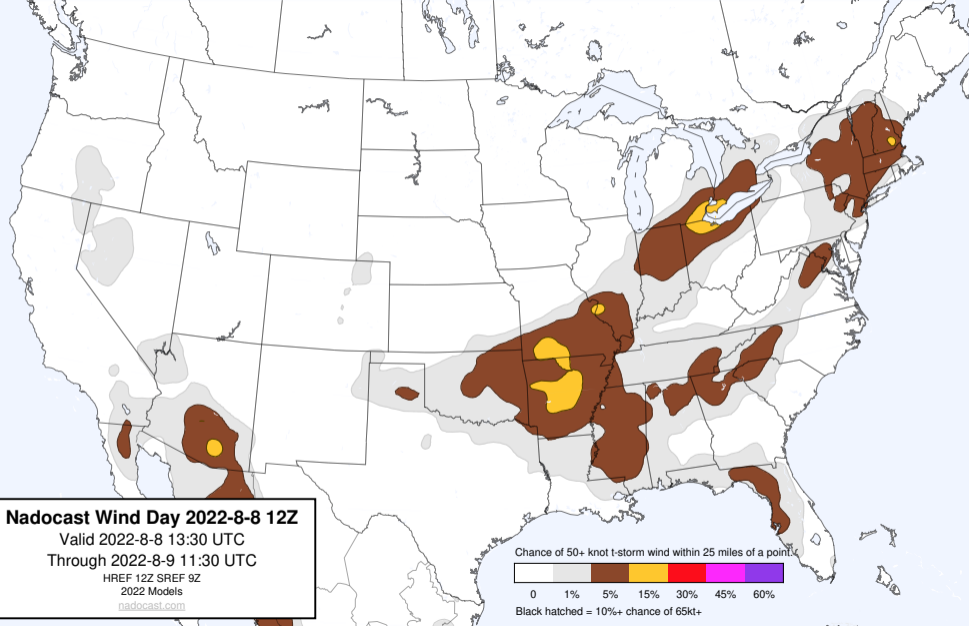 Nadocast Wind Day 2022-8-8 12Z
Valid 2022-8-8 13:30 UTC
Through 2022-8-9 11:30 UTC
HREF 12Z SREF 9Z
2022 Models
nadocast.com
Chance of 50+ knot t-storm wind within 25 miles of a point.
0 1% 5% 15% 30% 45% 60%
Black hatched = 10%+ chance of 65kt+